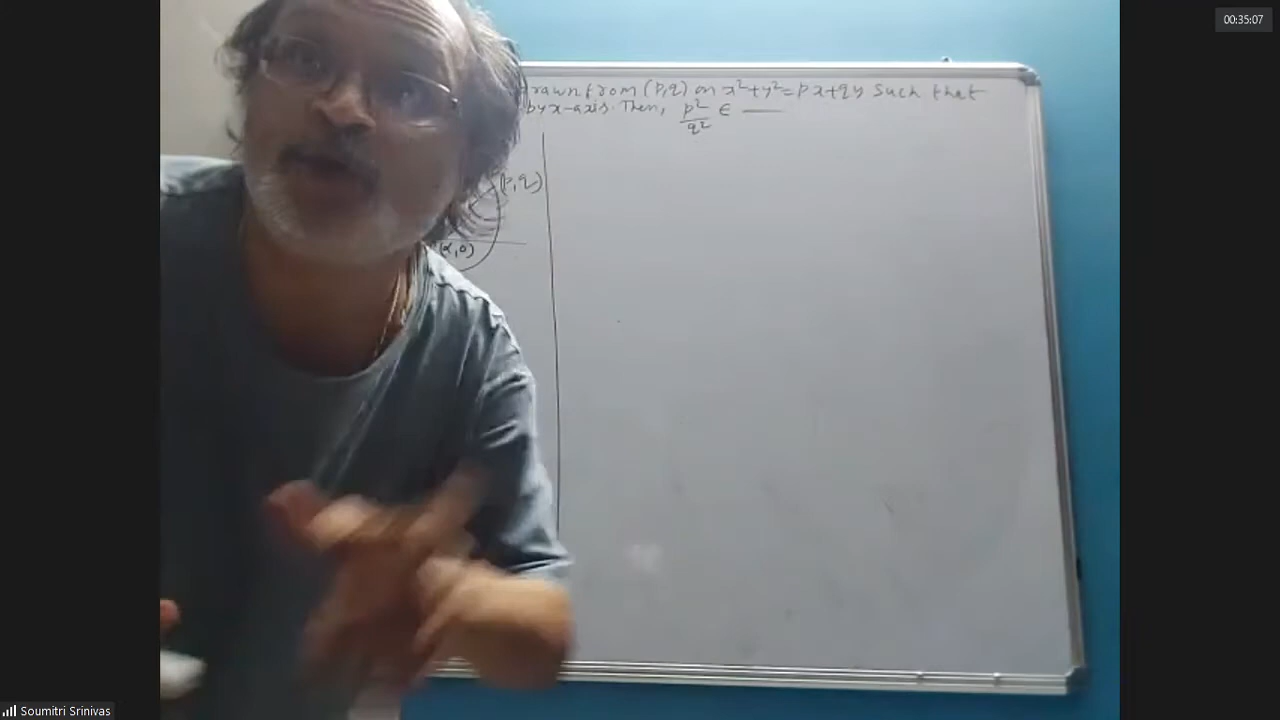 00:35:07
rawn from (p,q) on x²+y²=px+qy such that
by x-axis. Then, p²/q² ∈ —
(p,q)
(α,0)
Soumitri Srinivas